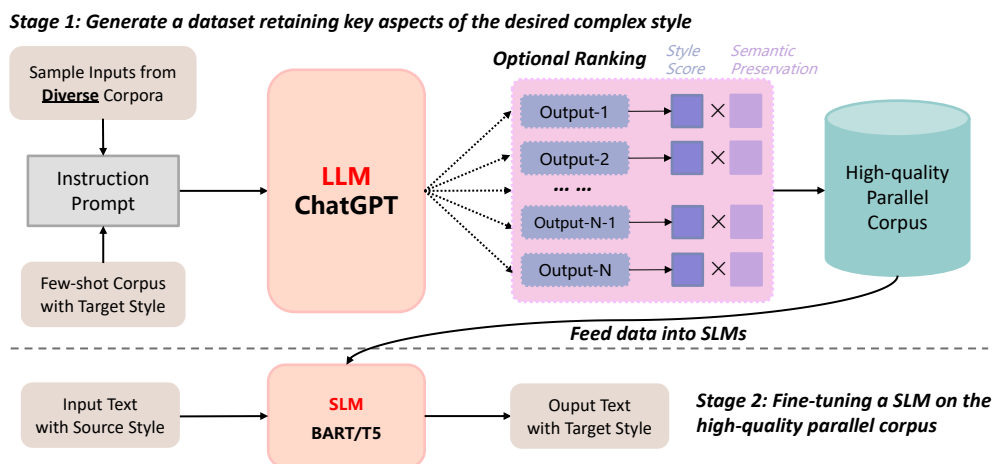 Stage 1: Generate a dataset retaining key aspects of the desired complex style
Sample Inputs from
Diverse Corpora
Instruction
Prompt
Few-shot Corpus
with Target Style
LLM
ChatGPT
Optional Ranking
Style
Score
Semantic
Preservation
Output-1
×
Output-2
×
... ...
Output-N-1
×
Output-N
×
High-quality
Parallel
Corpus
Feed data into SLMs
Input Text
with Source Style
SLM
BART/T5
Ouput Text
with Target Style
Stage 2: Fine-tuning a SLM on the
high-quality parallel corpus